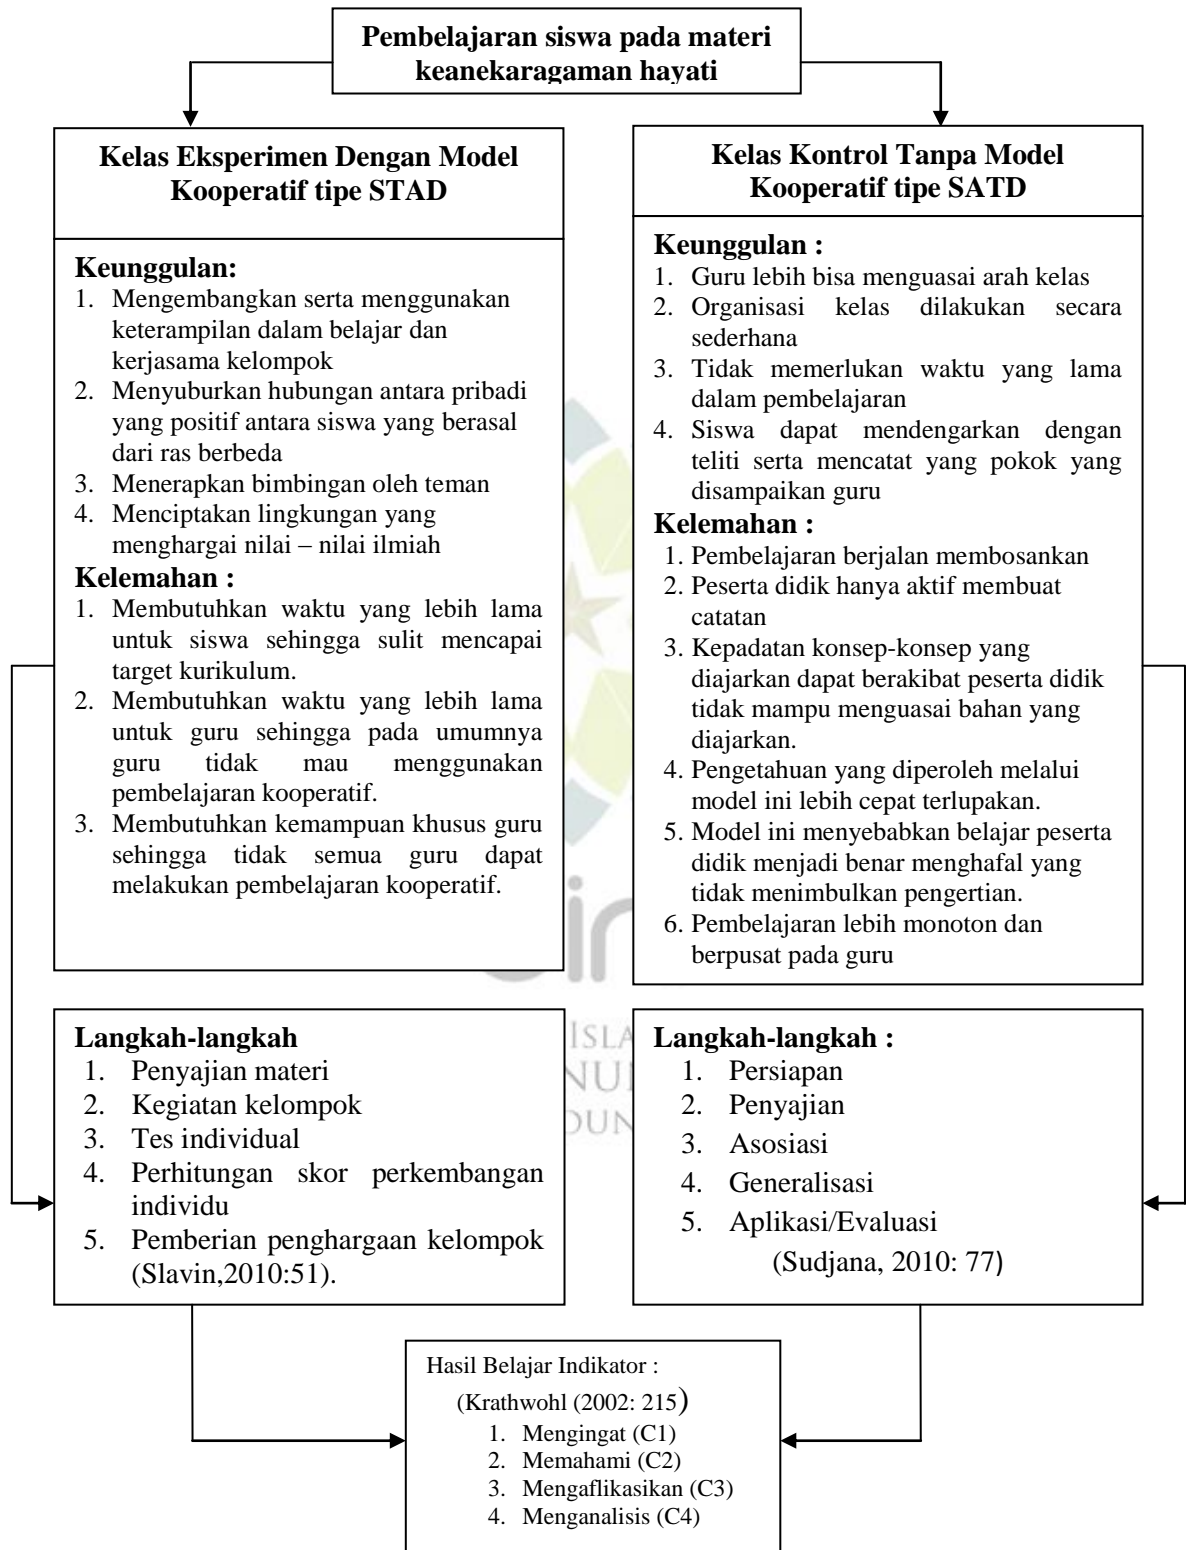 Pembelajaran siswa pada materi
keanekaragaman hayati
Kelas Eksperimen Dengan Model
Kooperatif tipe STAD
Keunggulan:
1. Mengembangkan serta menggunakan
keterampilan dalam belajar dan
kerjasama kelompok
2. Menyuburkan hubungan antara pribadi
yang positif antara siswa yang berasal
dari ras berbeda
3. Menerapkan bimbingan oleh teman
4. Menciptakan lingkungan yang
menghargai nilai – nilai ilmiah
Kelemahan :
1. Membutuhkan waktu yang lebih lama
untuk siswa sehingga sulit mencapai
target kurikulum.
2. Membutuhkan waktu yang lebih lama
untuk guru sehingga pada umumnya
guru tidak mau menggunakan
pembelajaran kooperatif.
3. Membutuhkan kemampuan khusus guru
sehingga tidak semua guru dapat
melakukan pembelajaran kooperatif.
Kelas Kontrol Tanpa Model
Kooperatif tipe SATD
Keunggulan :
1. Guru lebih bisa menguasai arah kelas
2. Organisasi kelas dilakukan secara
sederhana
3. Tidak memerlukan waktu yang lama
dalam pembelajaran
4. Siswa dapat mendengarkan dengan
teliti serta mencatat yang pokok yang
disampaikan guru
Kelemahan :
1. Pembelajaran berjalan membosankan
2. Peserta didik hanya aktif membuat
catatan
3. Kepadatan konsep-konsep yang
diajarkan dapat berakibat peserta didik
tidak mampu menguasai bahan yang
diajarkan.
4. Pengetahuan yang diperoleh melalui
model ini lebih cepat terlupakan.
5. Model ini menyebabkan belajar peserta
didik menjadi benar menghafal yang
tidak menimbulkan pengertian.
6. Pembelajaran lebih monoton dan
berpusat pada guru
Langkah-langkah
1. Penyajian materi
2. Kegiatan kelompok
3. Tes individual
4. Perhitungan skor perkembangan
individu
5. Pemberian penghargaan kelompok
(Slavin,2010:51).
Langkah-langkah :
1. Persiapan
2. Penyajian
3. Asosiasi
4. Generalisasi
5. Aplikasi/Evaluasi
(Sudjana, 2010: 77)
Hasil Belajar Indikator :
(Krathwohl (2002: 215)
1. Mengingat (C1)
2. Memahami (C2)
3. Mengaflikasikan (C3)
4. Menganalisis (C4)